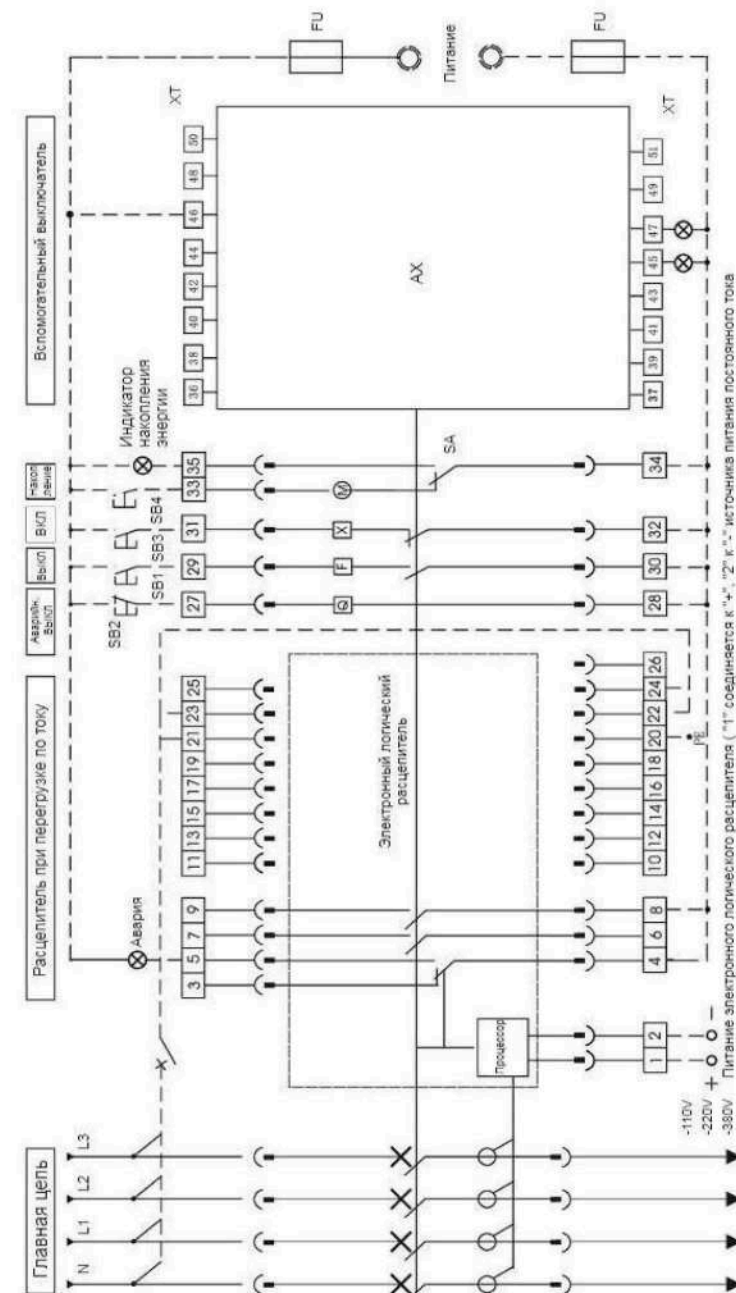 Главная цепь
Расцепитель при перегрузке по току
Аварийн. выкл
Выкл
ВКЛ
Накоп ление
Вспомогательный выключатель
N
L1
L2
L3
Авария
SB2
SB1
SB3
SB4
Индикатор
накопления
энергии
XT
FU
3
5
7
9
11
13
15
17
19
21
23
25
27
29
31
33
35
36
38
40
42
44
46
48
50
Q
F
X
M
SA
AX
Питание
Электронный логический
расцепитель
Процессор
1
2
4
6
8
10
12
14
16
18
20
22
24
26
28
30
32
34
37
39
41
43
45
47
49
51
XT
FU
PE
-110V
-220V
-380V
+
−
Питание электронного логического расцепителя ( "1" соединяется к "+", "2" к "-" источника питания постоянного тока